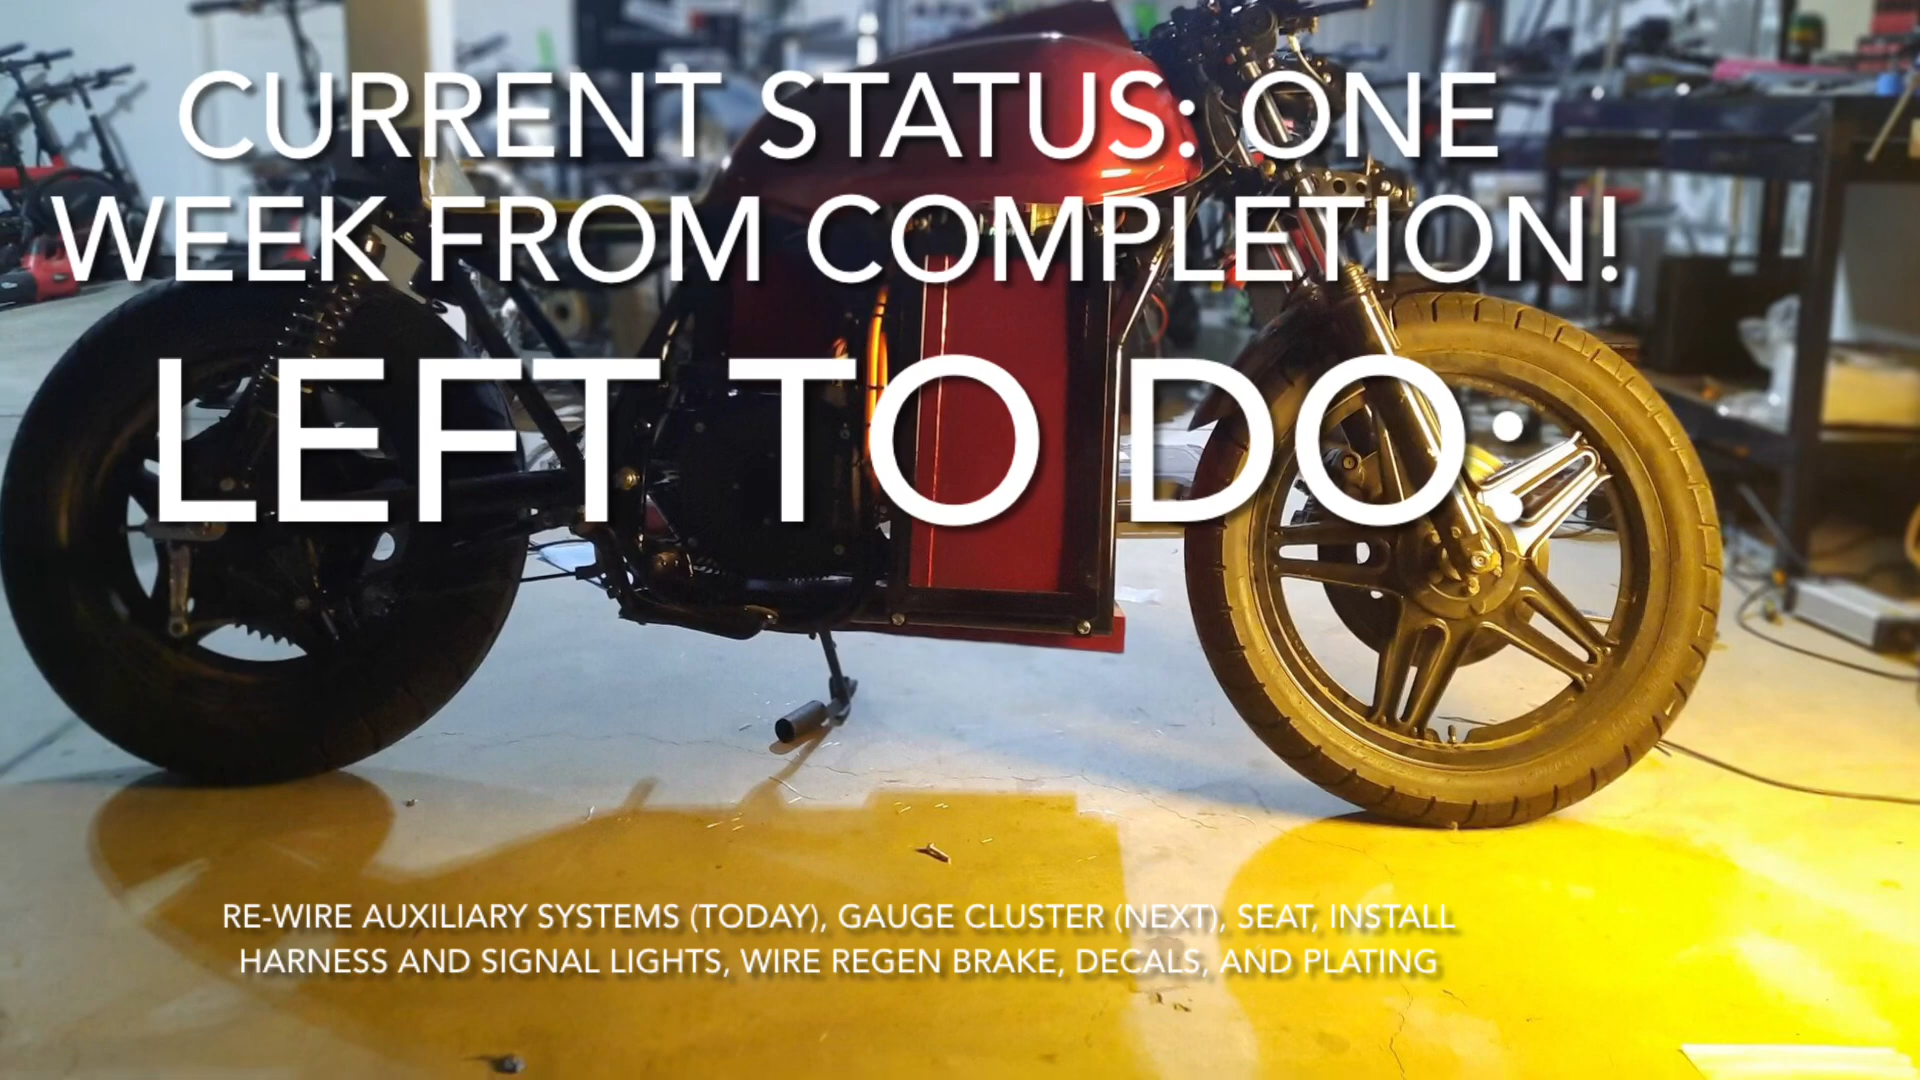 CURRENT STATUS: ONE
WEEK FROM COMPLETION!
LEFT TO DO:
RE-WIRE AUXILIARY SYSTEMS (TODAY), GAUGE CLUSTER (NEXT), SEAT, INSTALL
HARNESS AND SIGNAL LIGHTS, WIRE REGEN BRAKE, DECALS, AND PLATING